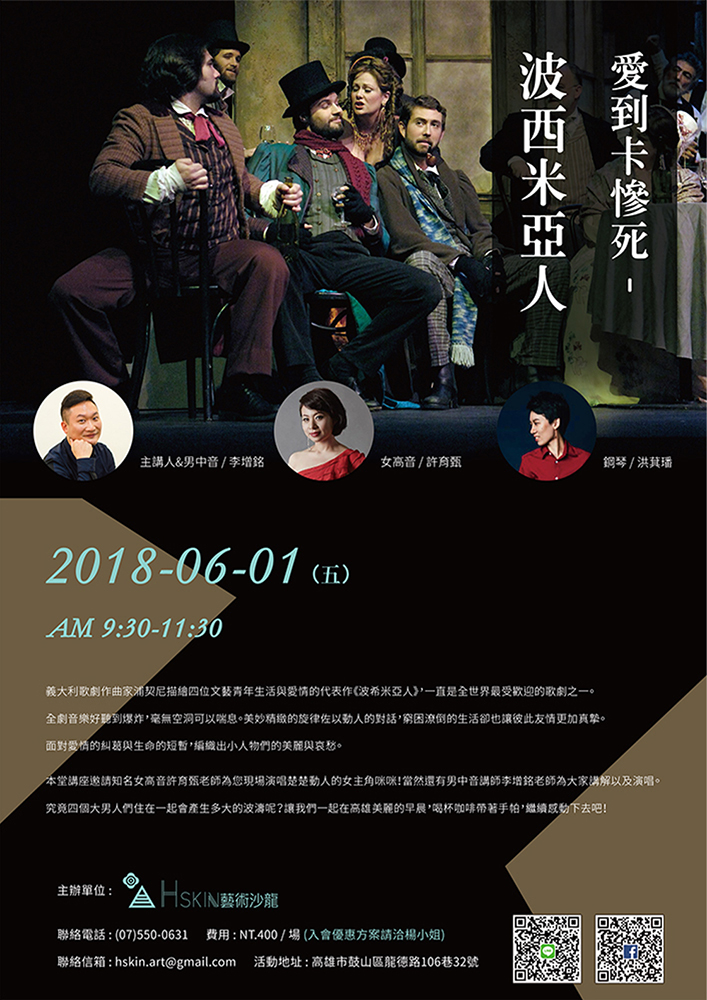 愛到卡慘死-
波西米亞人
主講人&男中音 / 李增銘
女高音 / 許育甄
鋼琴 / 洪萁璠
2018-06-01 (五)
AM 9:30-11:30
義大利歌劇作曲家浦契尼描繪四位文藝青年生活與愛情的代表作《波希米亞人》,一直是全世界最受歡迎的歌劇之一。
全劇音樂好聽到爆炸,毫無空洞可以喘息。美妙精緻的旋律佐以動人的對話,窮困潦倒的生活卻也讓彼此友情更加真摯。
面對愛情的糾葛與生命的短暫,編織出小人物們的美麗與哀愁。
本堂講座邀請知名女高音許育甄老師為您現場演唱楚楚動人的女主角咪咪!當然還有男中音講師李增銘老師為大家講解以及演唱。
究竟四個大男人們住在一起會產生多大的波濤呢?讓我們一起在高雄美麗的早晨,喝杯咖啡帶著手帕,繼續感動下去吧!
主辦單位 : HSKIN藝術沙龍
聯絡電話 : (07)550-0631 費用 : NT.400 / 場 (入會優惠方案請洽楊小姐)
聯絡信箱 : hskin.art@gmail.com 活動地址 : 高雄市鼓山區龍德路106巷32號